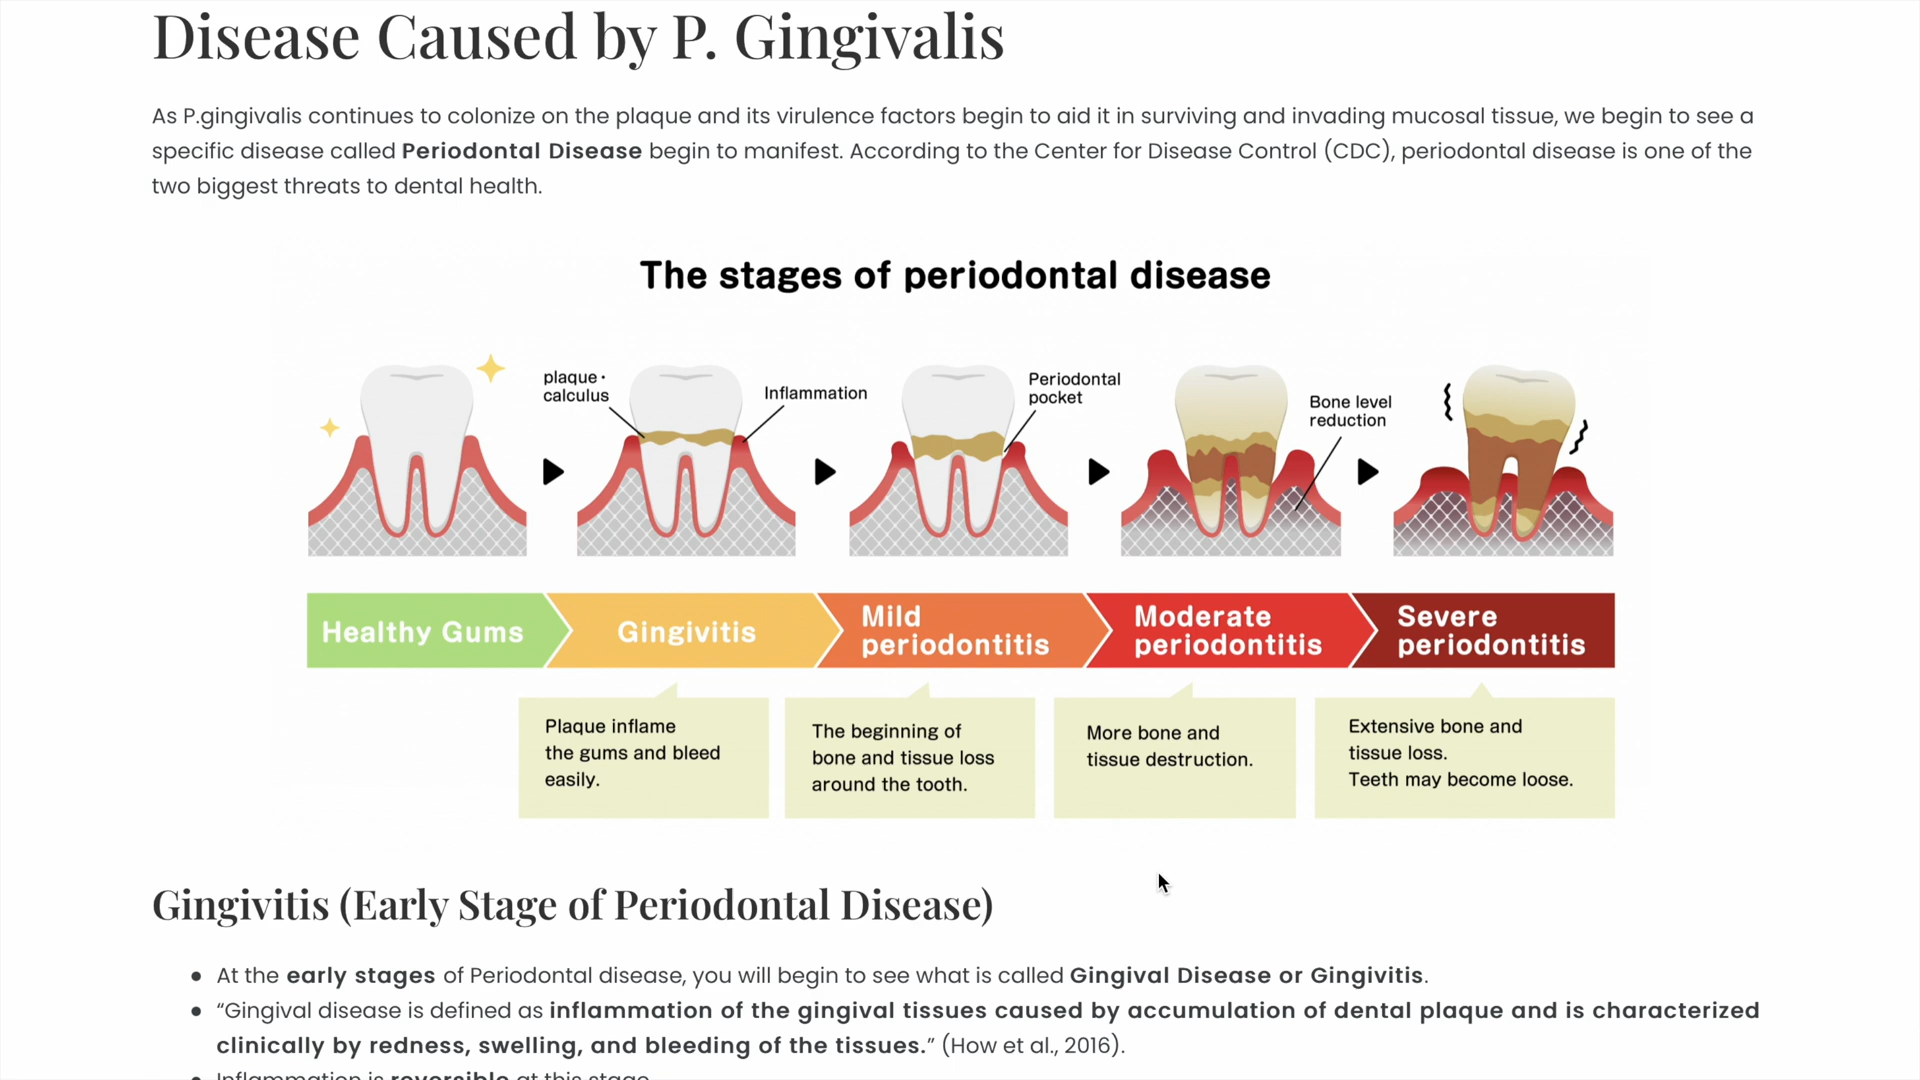 Disease Caused by P. Gingivalis
As P.gingivalis continues to colonize on the plaque and its virulence factors begin to aid it in surviving and invading mucosal tissue, we begin to see a
specific disease called Periodontal Disease begin to manifest. According to the Center for Disease Control (CDC), periodontal disease is one of the
two biggest threats to dental health.
The stages of periodontal disease
plaque・
calculus
Inflammation
Periodontal
pocket
Bone level
reduction
Healthy Gums
Gingivitis
Mild
periodontitis
Moderate
periodontitis
Severe
periodontitis
Plaque inflame
the gums and bleed
easily.
The beginning of
bone and tissue loss
around the tooth.
More bone and
tissue destruction.
Extensive bone and
tissue loss.
Teeth may become loose.
Gingivitis (Early Stage of Periodontal Disease)
● At the early stages of Periodontal disease, you will begin to see what is called Gingival Disease or Gingivitis.
● “Gingival disease is defined as inflammation of the gingival tissues caused by accumulation of dental plaque and is characterized
clinically by redness, swelling, and bleeding of the tissues.” (How et al., 2016).
● Inflammation is reversible at this stage